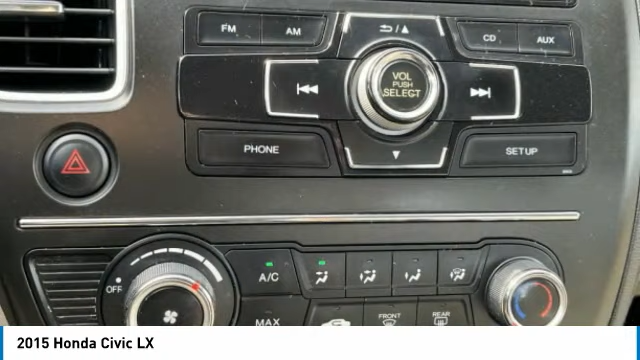 FM AM
CD AUX
VOL
PUSH
SELECT
PHONE
SETUP
OFF
A/C
MAX
FRONT
REAR
2015 Honda Civic LX